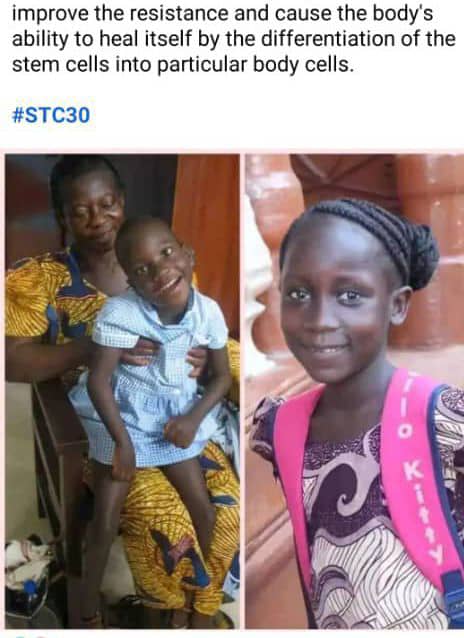 improve the resistance and cause the body's
ability to heal itself by the differentiation of the
stem cells into particular body cells.
#STC30
llo Kitty